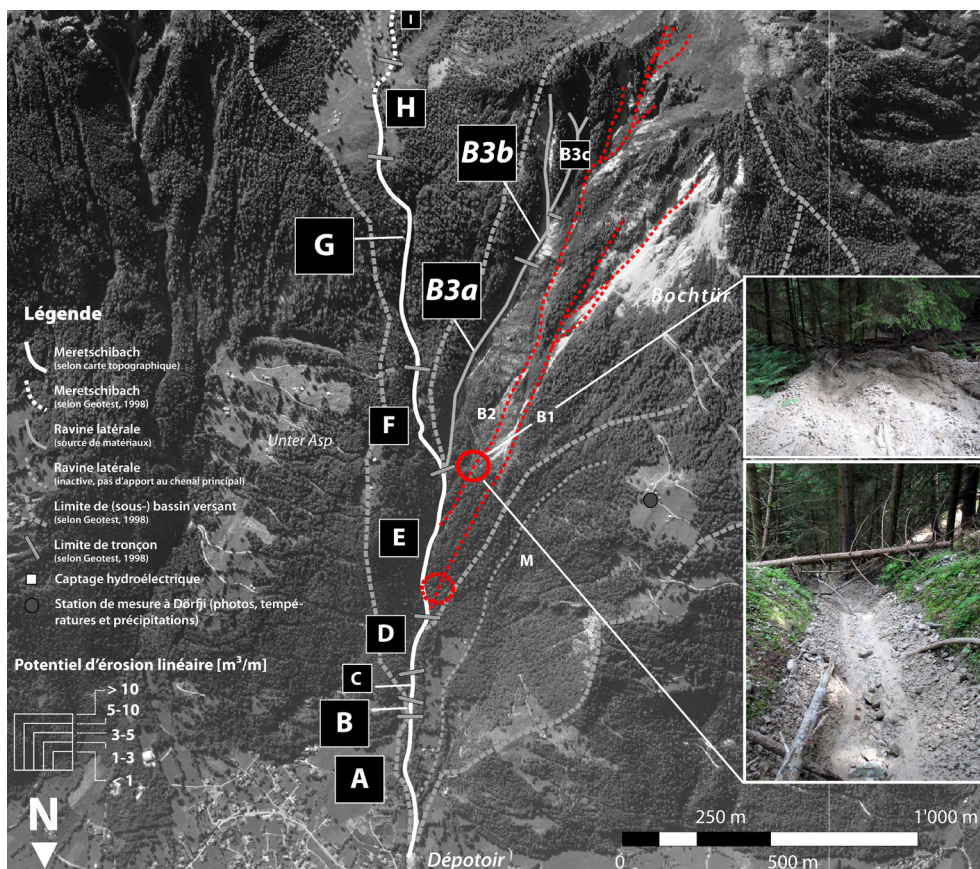 I
H
B3b
B3c
G
B3a
Bochtür
Légende
Meretschibach
(selon carte topographique)
Meretschibach
(selon Geotest, 1998)
Ravine latérale
(source de matériaux)
Ravine latérale
(inactive, pas d'apport au chenal principal)
Limite de (sous-) bassin versant
(selon Geotest, 1998)
Limite de tronçon
(selon Geotest, 1998)
Captage hydroélectrique
Station de mesure à Dörfji (photos, tempé-
ratures et précipitations)
F
Unter Asp
B2
B1
E
M
D
C
B
A
Potentiel d'érosion linéaire [m³/m]
> 10
5-10
3-5
1-3
< 1
N
Dépotoir
250 m
1'000 m
0
500 m